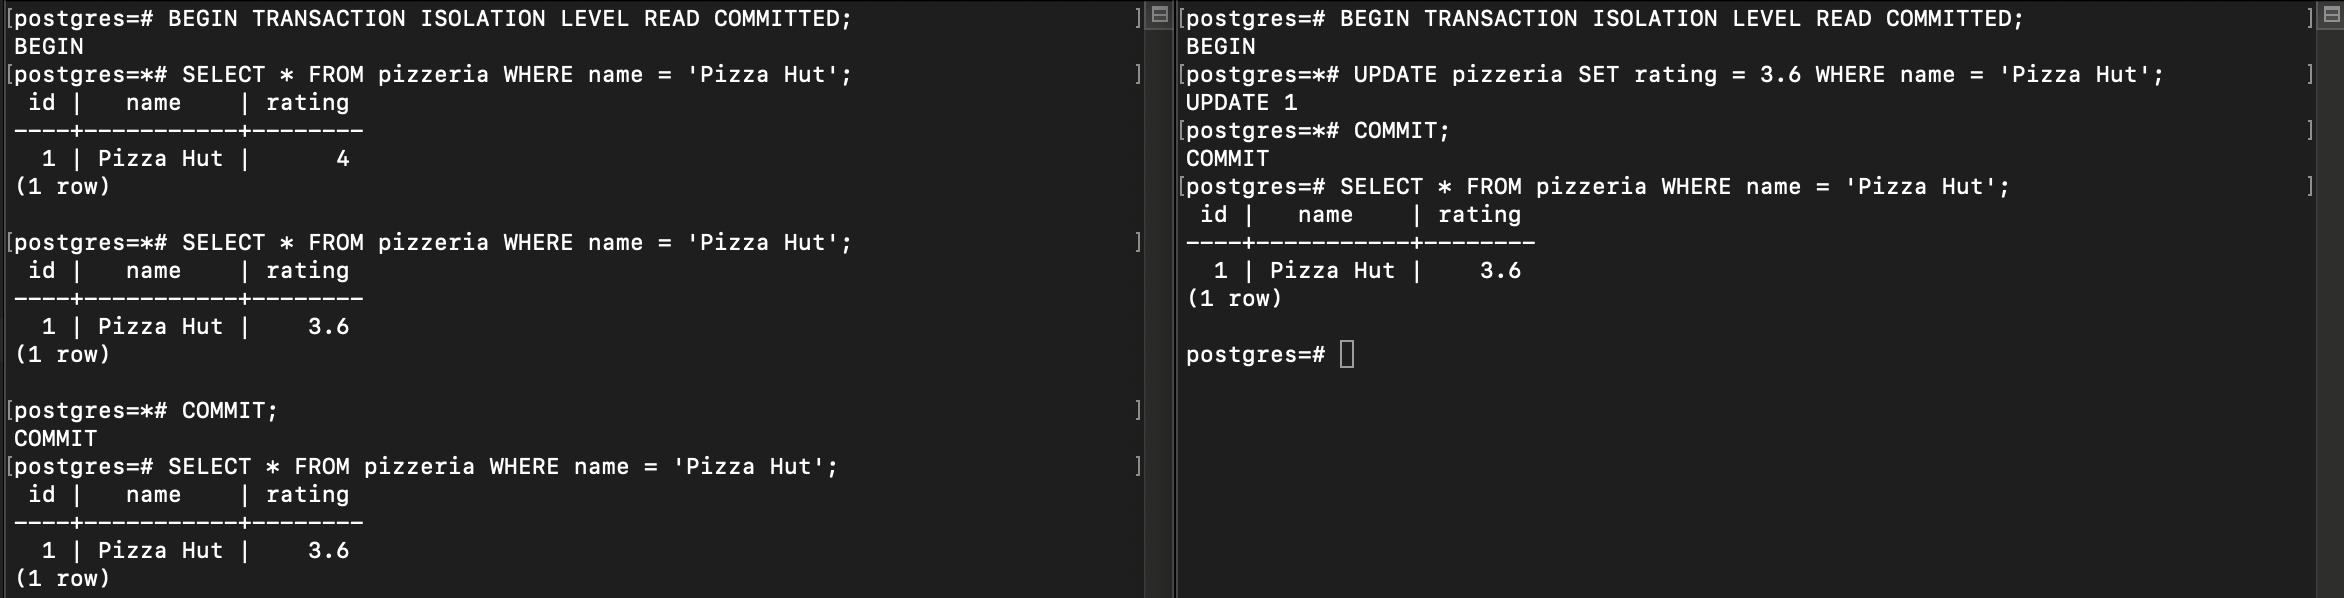 [postgres=# BEGIN TRANSACTION ISOLATION LEVEL READ COMMITTED; ]
BEGIN
[postgres=*# SELECT * FROM pizzeria WHERE name = 'Pizza Hut'; ]
 id |   name    | rating
----+-----------+--------
  1 | Pizza Hut |      4
(1 row)

[postgres=*# SELECT * FROM pizzeria WHERE name = 'Pizza Hut'; ]
 id |   name    | rating
----+-----------+--------
  1 | Pizza Hut |    3.6
(1 row)

[postgres=*# COMMIT; ]
COMMIT
[postgres=# SELECT * FROM pizzeria WHERE name = 'Pizza Hut'; ]
 id |   name    | rating
----+-----------+--------
  1 | Pizza Hut |    3.6
(1 row)

[postgres=# BEGIN TRANSACTION ISOLATION LEVEL READ COMMITTED; ]
BEGIN
[postgres=*# UPDATE pizzeria SET rating = 3.6 WHERE name = 'Pizza Hut'; ]
UPDATE 1
[postgres=*# COMMIT; ]
COMMIT
[postgres=# SELECT * FROM pizzeria WHERE name = 'Pizza Hut'; ]
 id |    name    | rating
----+------------+--------
  1 | Pizza Hut |    3.6
(1 row)

postgres=#